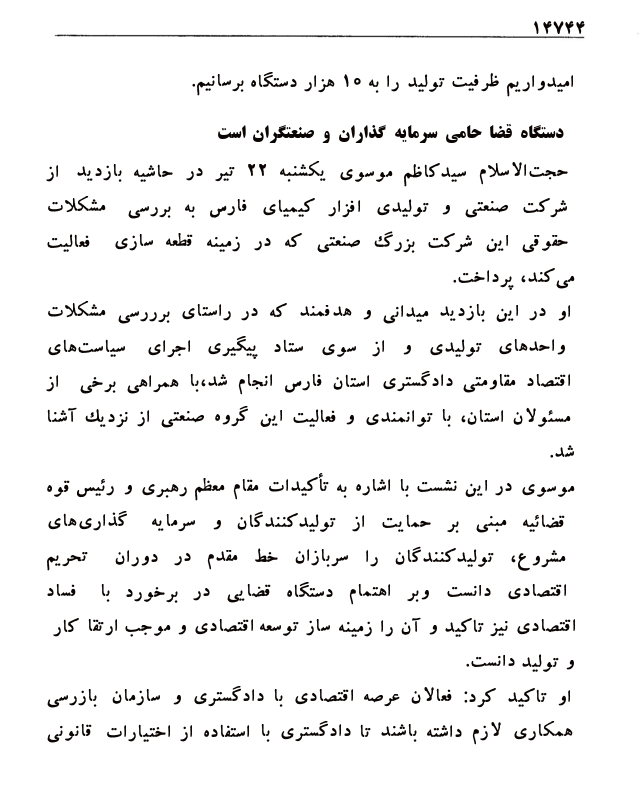 ۱۴۷۴۴
امیدواریم ظرفیت تولید را به ۱۵ هزار دستگاه برسانیم.
دستگاه قضا حامی سرمایه گذاران و صنعتگران است
حجت‌الاسلام سیدکاظم موسوی یکشنبه ۲۲ تیر در حاشیه بازدید از
شرکت صنعتی و تولیدی افزار کیمیای فارس به بررسی مشکلات
حقوقی این شرکت بزرگ صنعتی که در زمینه قطعه سازی فعالیت
می‌کند، پرداخت.
او در این بازدید میدانی و هدفمند که در راستای برررسی مشکلات
واحدهای تولیدی و از سوی ستاد پیگیری اجرای سیاست‌های
اقتصاد مقاومتی دادگستری استان فارس انجام شد،با همراهی برخی از
مسئولان استان، با توانمندی و فعالیت این گروه صنعتی از نزدیك آشنا
شد.
موسوی در این نشست با اشاره به تأکیدات مقام معظم رهبری و رئیس قوه
قضائیه مبنی بر حمایت از تولیدکنندگان و سرمایه گذاری‌های
مشروع، تولیدکنندگان را سربازان خط مقدم در دوران تحریم
اقتصادی دانست وبر اهتمام دستگاه قضایی در برخورد با فساد
اقتصادی نیز تاکید و آن را زمینه ساز توسعه اقتصادی و موجب ارتقا کار
و تولید دانست.
او تاکید کرد: فعالان عرصه اقتصادی با دادگستری و سازمان بازرسی
همکاری لازم داشته باشند تا دادگستری با استفاده از اختیارات قانونی